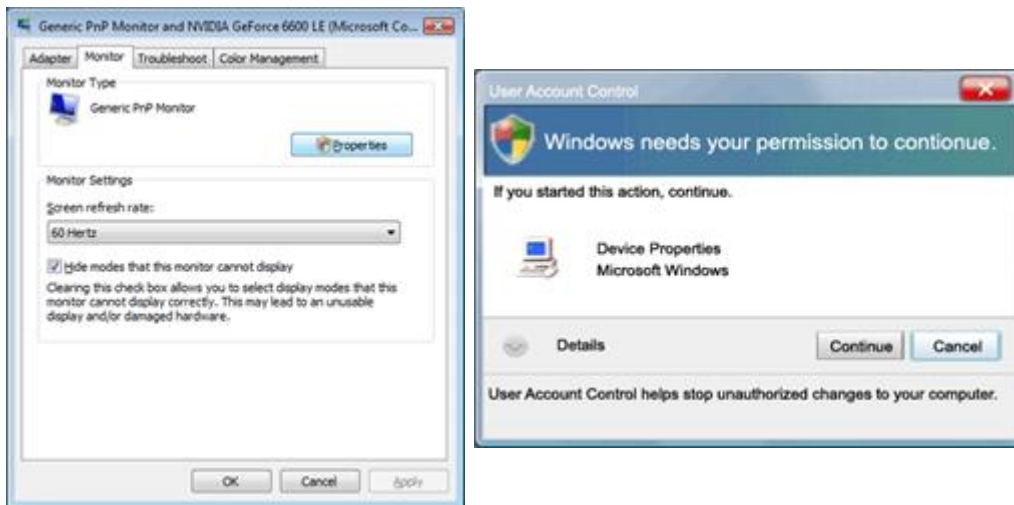 Generic PnP Monitor and NVIDIA GeForce 6600 LE (Microsoft Co...
Adapter Monitor Troubleshoot Color Management
Monitor Type
Generic PnP Monitor
Properties
Monitor Settings
Screen refresh rate:
60 Hertz
Hide modes that this monitor cannot display
Clearing this check box allows you to select display modes that this
monitor cannot display correctly. This may lead to an unusable
display and/or damaged hardware.
OK Cancel Apply
User Account Control
Windows needs your permission to contionue.
If you started this action, continue.
Device Properties
Microsoft Windows
Details Continue Cancel
User Account Control helps stop unauthorized changes to your computer.